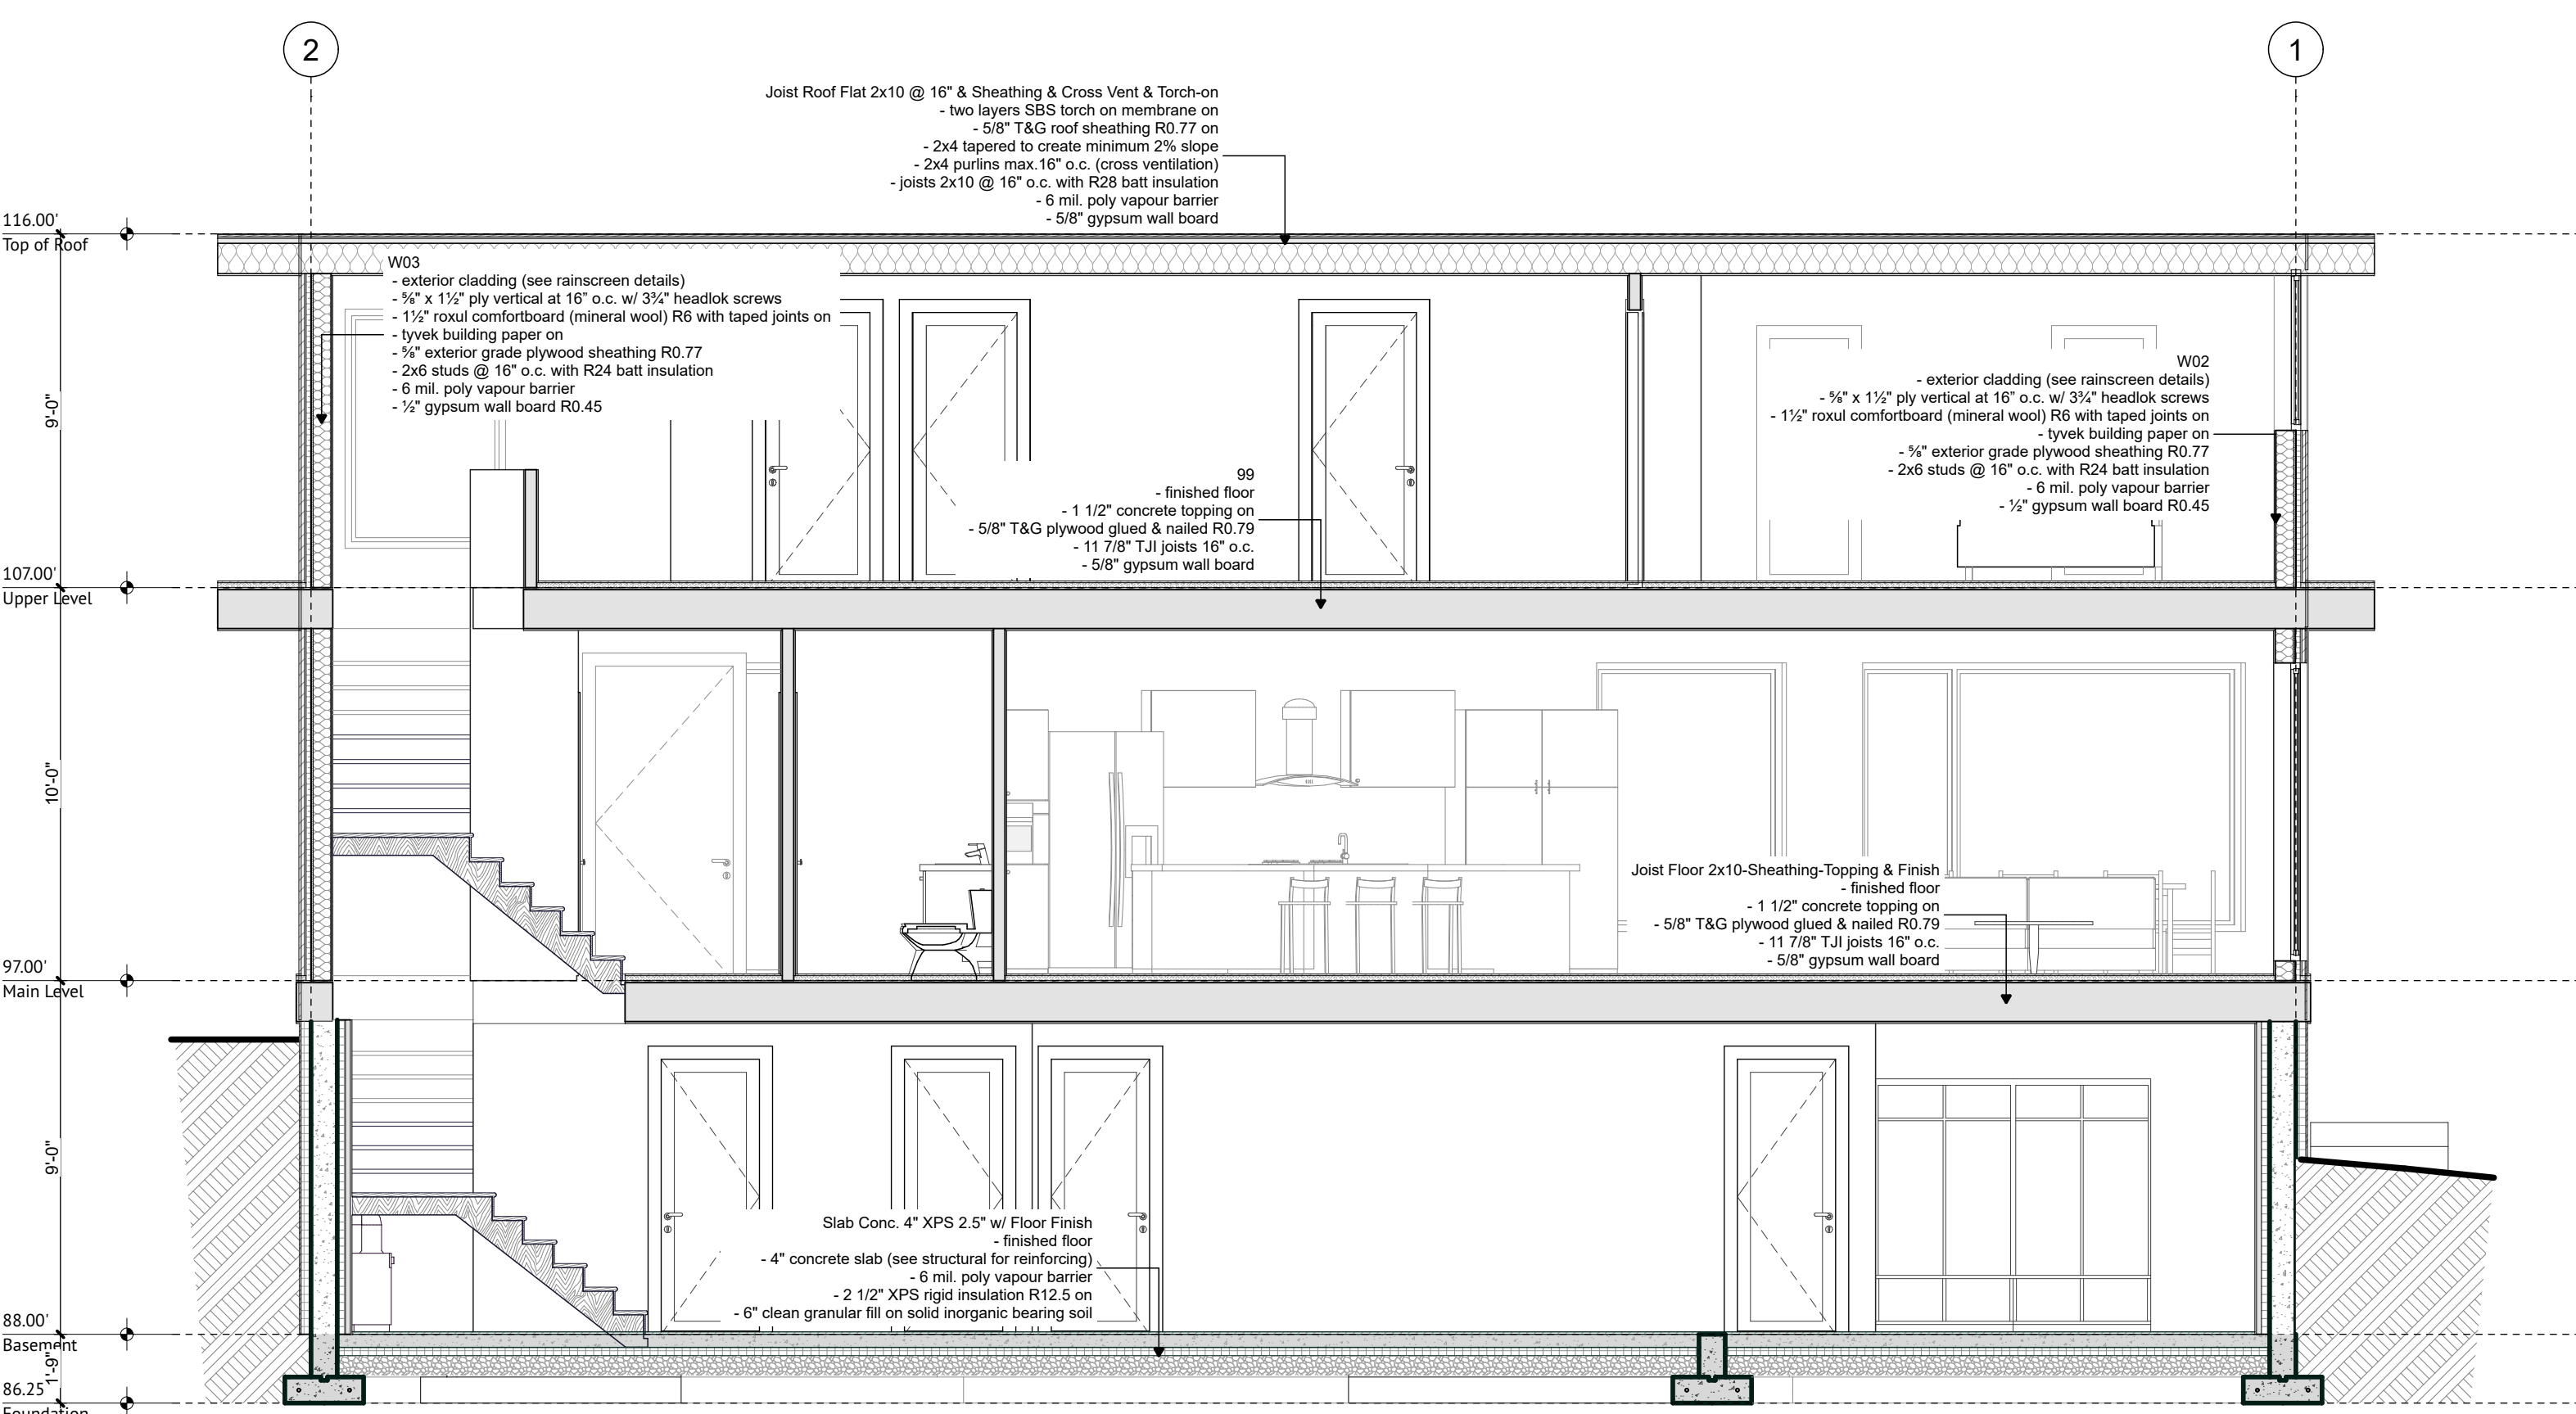 2
1
Joist Roof Flat 2x10 @ 16" & Sheathing & Cross Vent & Torch-on
- two layers SBS torch on membrane on
- 5/8" T&G roof sheathing R0.77 on
- 2x4 tapered to create minimum 2% slope
- 2x4 purlins max.16" o.c. (cross ventilation)
- joists 2x10 @ 16" o.c. with R28 batt insulation
- 6 mil. poly vapour barrier
- 5/8" gypsum wall board
116.00'
Top of Roof
W03
- exterior cladding (see rainscreen details)
- ⅝" x 1½" ply vertical at 16” o.c. w/ 3¾" headlok screws
- 1½" roxul comfortboard (mineral wool) R6 with taped joints on
- tyvek building paper on
- ⅝" exterior grade plywood sheathing R0.77
- 2x6 studs @ 16" o.c. with R24 batt insulation
- 6 mil. poly vapour barrier
- ½" gypsum wall board R0.45
W02
- exterior cladding (see rainscreen details)
- ⅝" x 1½" ply vertical at 16” o.c. w/ 3¾" headlok screws
- 1½" roxul comfortboard (mineral wool) R6 with taped joints on
- tyvek building paper on
- ⅝" exterior grade plywood sheathing R0.77
- 2x6 studs @ 16" o.c. with R24 batt insulation
- 6 mil. poly vapour barrier
- ½" gypsum wall board R0.45
9'-0"
99
- finished floor
- 1 1/2" concrete topping on
- 5/8" T&G plywood glued & nailed R0.79
- 11 7/8" TJI joists 16" o.c.
- 5/8" gypsum wall board
107.00'
Upper Level
10'-0"
Joist Floor 2x10-Sheathing-Topping & Finish
- finished floor
- 1 1/2" concrete topping on
- 5/8" T&G plywood glued & nailed R0.79
- 11 7/8" TJI joists 16" o.c.
- 5/8" gypsum wall board
97.00'
Main Level
9'-0"
Slab Conc. 4" XPS 2.5" w/ Floor Finish
- finished floor
- 4" concrete slab (see structural for reinforcing)
- 6 mil. poly vapour barrier
- 2 1/2" XPS rigid insulation R12.5 on
- 6" clean granular fill on solid inorganic bearing soil
88.00'
Basement
1'-9"
86.25'
Foundation